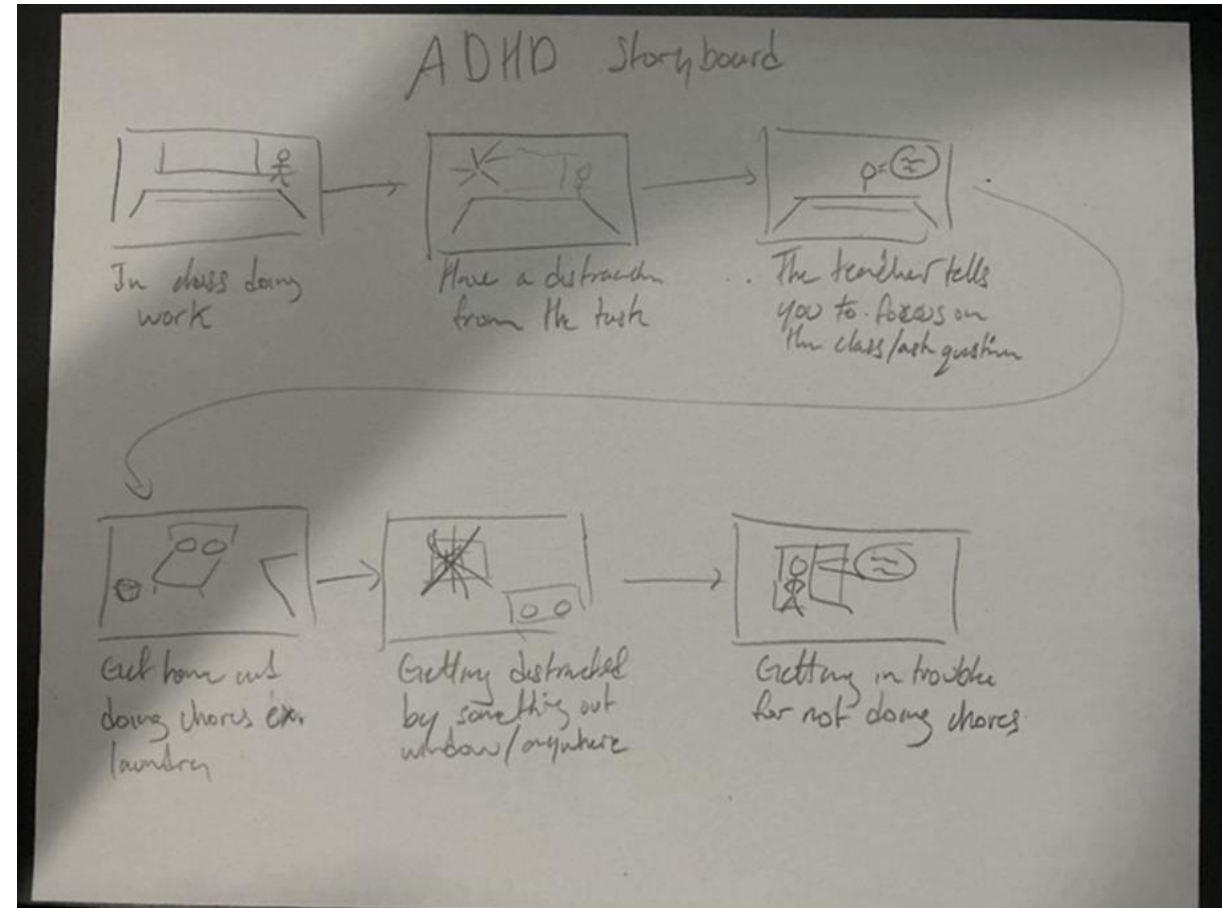 ADHD Storyboard
In class doing
work
Have a distraction
from the task
The teacher tells
you to focus on
the class/ask question
Get home and
doing chores ex.
laundry
Getting distracted
by something out
window/anywhere
Getting in trouble
for not doing chores